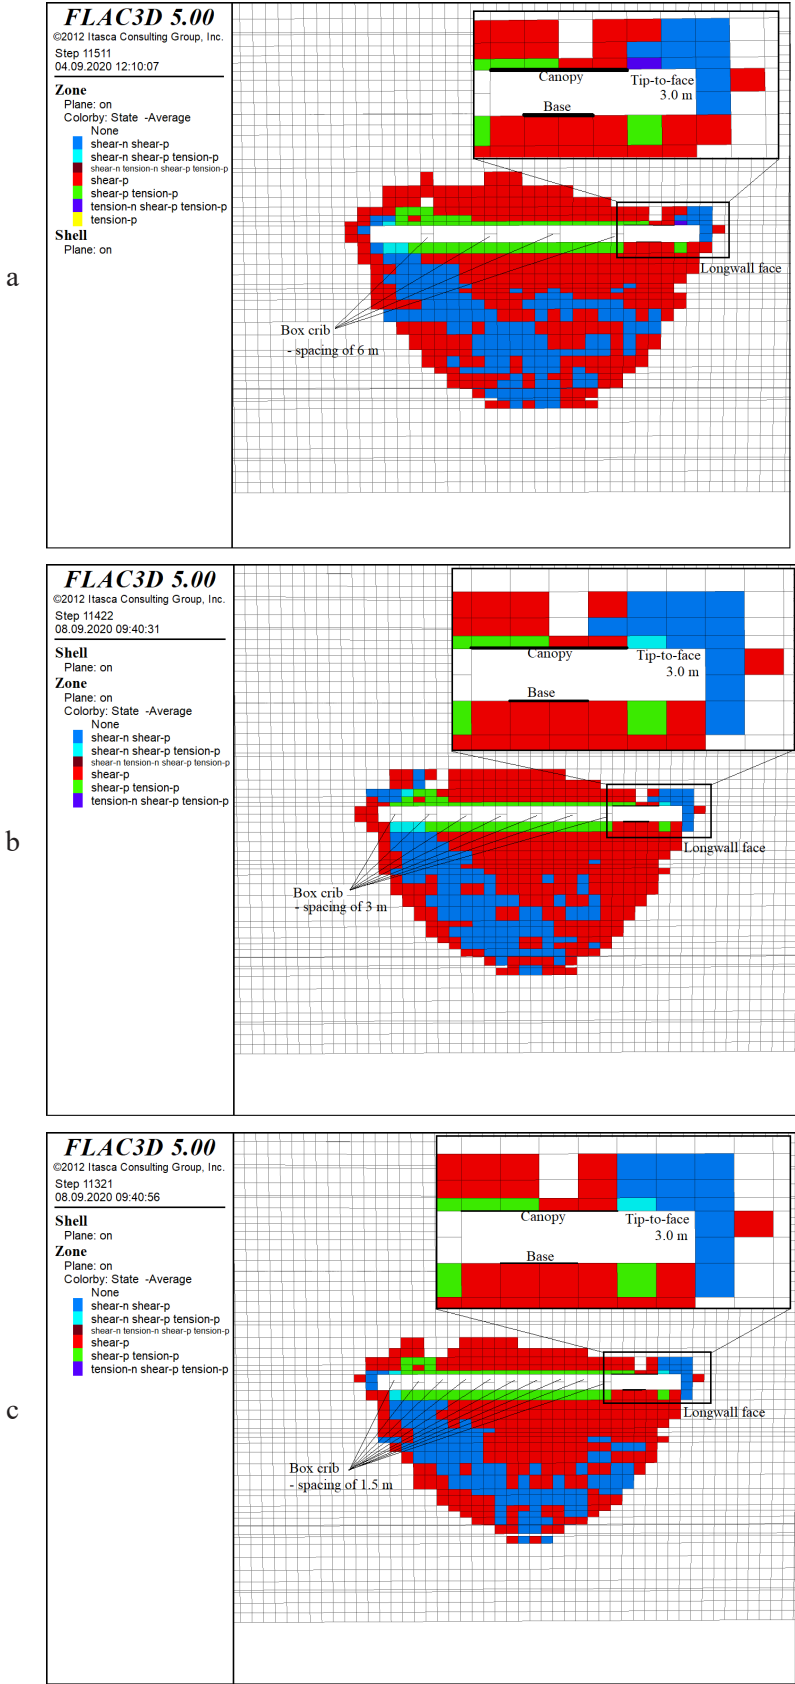 a
FLAC3D 5.00
©2012 Itasca Consulting Group, Inc.
Step 11511
04.09.2020 12:10:07
Zone
Plane: on
Colorby: State -Average
None
shear-n shear-p
shear-n shear-p tension-p
shear-n tension-n shear-p tension-p
shear-p
shear-p tension-p
tension-n shear-p tension-p
tension-p
Shell
Plane: on
Canopy
Tip-to-face
3.0 m
Base
Longwall face
Box crib
- spacing of 6 m
b
FLAC3D 5.00
©2012 Itasca Consulting Group, Inc.
Step 11422
08.09.2020 09:40:31
Shell
Plane: on
Zone
Plane: on
Colorby: State -Average
None
shear-n shear-p
shear-n shear-p tension-p
shear-n tension-n shear-p tension-p
shear-p
shear-p tension-p
tension-n shear-p tension-p
Canopy
Tip-to-face
3.0 m
Base
Longwall face
Box crib
- spacing of 3 m
c
FLAC3D 5.00
©2012 Itasca Consulting Group, Inc.
Step 11321
08.09.2020 09:40:56
Shell
Plane: on
Zone
Plane: on
Colorby: State -Average
None
shear-n shear-p
shear-n shear-p tension-p
shear-n tension-n shear-p tension-p
shear-p
shear-p tension-p
tension-n shear-p tension-p
Canopy
Tip-to-face
3.0 m
Base
Longwall face
Box crib
- spacing of 1.5 m